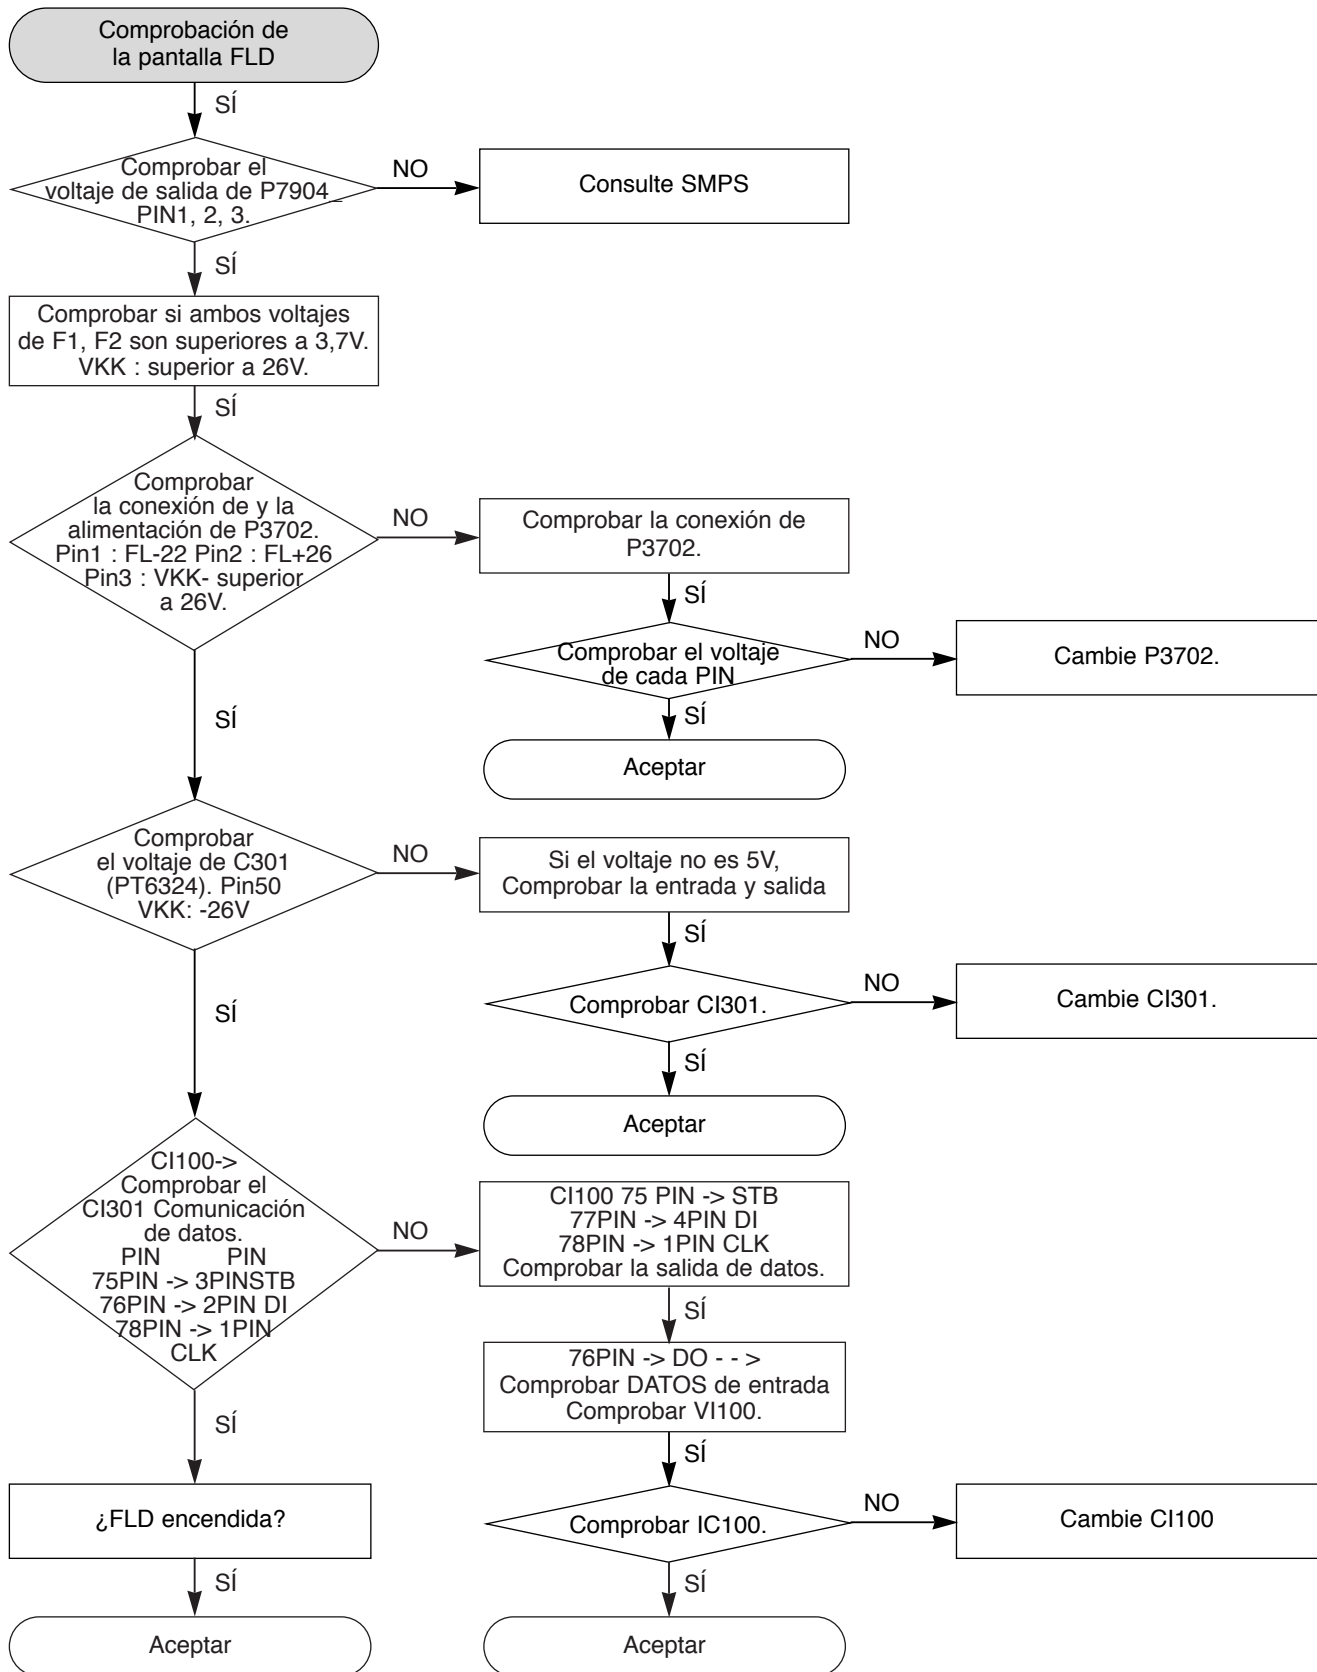 Comprobación de
la pantalla FLD
SÍ
Comprobar el
voltaje de salida de P7904_
PIN1, 2, 3.
NO
Consulte SMPS
SÍ
Comprobar si ambos voltajes
de F1, F2 son superiores a 3,7V.
VKK : superior a 26V.
SÍ
Comprobar
la conexión de y la
alimentación de P3702.
Pin1 : FL-22 Pin2 : FL+26
Pin3 : VKK- superior
a 26V.
NO
Comprobar la conexión de
P3702.
SÍ
Comprobar el voltaje
de cada PIN
NO
Cambie P3702.
SÍ
Aceptar
SÍ
Comprobar
el voltaje de C301
(PT6324). Pin50
VKK: -26V
NO
Si el voltaje no es 5V,
Comprobar la entrada y salida
SÍ
Comprobar CI301.
NO
Cambie CI301.
SÍ
Aceptar
SÍ
CI100->
Comprobar el
CI301 Comunicación
de datos.
PIN PIN
75PIN -> 3PINSTB
76PIN -> 2PIN DI
78PIN -> 1PIN
CLK
NO
CI100 75 PIN -> STB
77PIN -> 4PIN DI
78PIN -> 1PIN CLK
Comprobar la salida de datos.
SÍ
76PIN -> DO - - >
Comprobar DATOS de entrada
Comprobar VI100.
SÍ
Comprobar IC100.
NO
Cambie CI100
SÍ
Aceptar
SÍ
¿FLD encendida?
SÍ
Aceptar